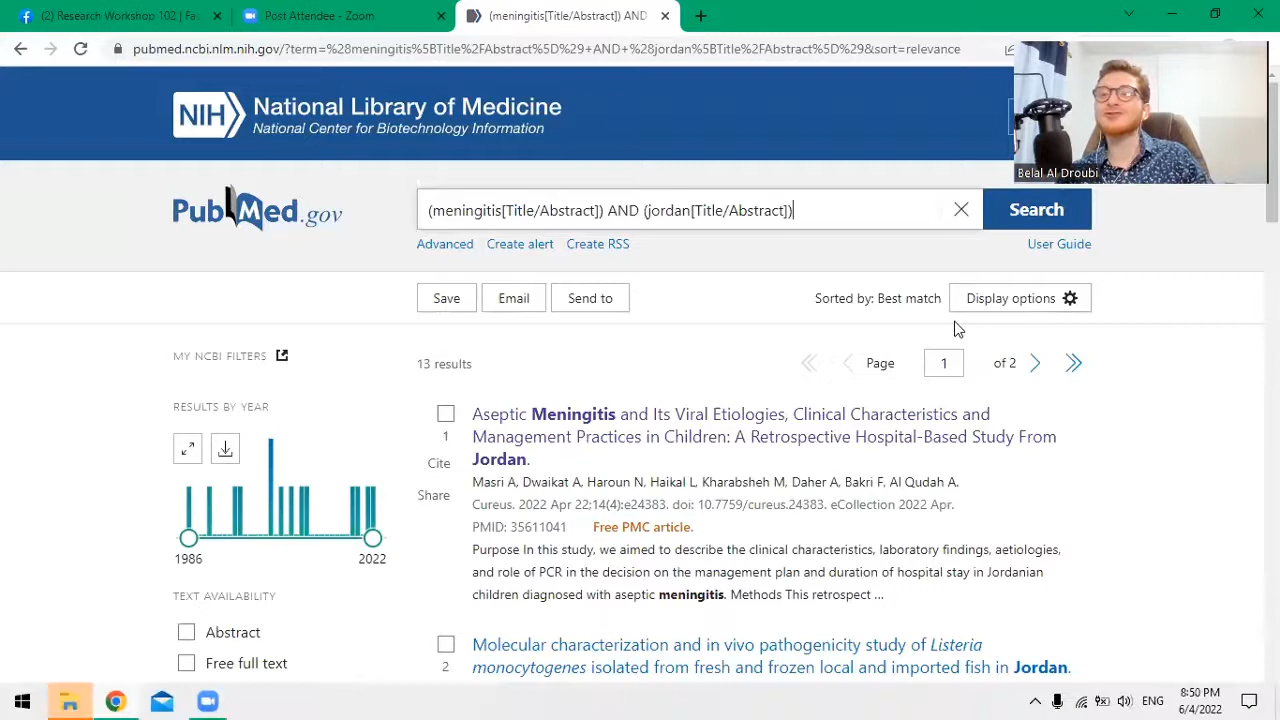 (2) Research Workshop 102 | Fa
Post Attendee - Zoom
(meningitis[Title/Abstract]) AND
pubmed.ncbi.nlm.nih.gov/?term=%28meningitis%5BTitle%2FAbstract%5D%29+AND+%28jordan%5BTitle%2FAbstract%5D%29&sort=relevance
NIH
National Library of Medicine
National Center for Biotechnology Information
Belal Al Droubi
PubMed.gov
(meningitis[Title/Abstract]) AND (jordan[Title/Abstract])
Search
Advanced
Create alert
Create RSS
User Guide
Save
Email
Send to
Sorted by: Best match
Display options
MY NCBI FILTERS
13 results
Page
1
of 2
RESULTS BY YEAR
1986
2022
TEXT AVAILABILITY
Abstract
Free full text
1
Cite
Share
Aseptic Meningitis and Its Viral Etiologies, Clinical Characteristics and
Management Practices in Children: A Retrospective Hospital-Based Study From
Jordan.
Masri A, Dwaikat A, Haroun N, Haikal L, Kharabsheh M, Daher A, Bakri F, Al Qudah A.
Cureus. 2022 Apr 22;14(4):e24383. doi: 10.7759/cureus.24383. eCollection 2022 Apr.
PMID: 35611041 Free PMC article.
Purpose In this study, we aimed to describe the clinical characteristics, laboratory findings, aetiologies,
and role of PCR in the decision on the management plan and duration of hospital stay in Jordanian
children diagnosed with aseptic meningitis. Methods This retrospect ...
2
Molecular characterization and in vivo pathogenicity study of Listeria
monocytogenes isolated from fresh and frozen local and imported fish in Jordan.
ENG
8:50 PM
6/4/2022